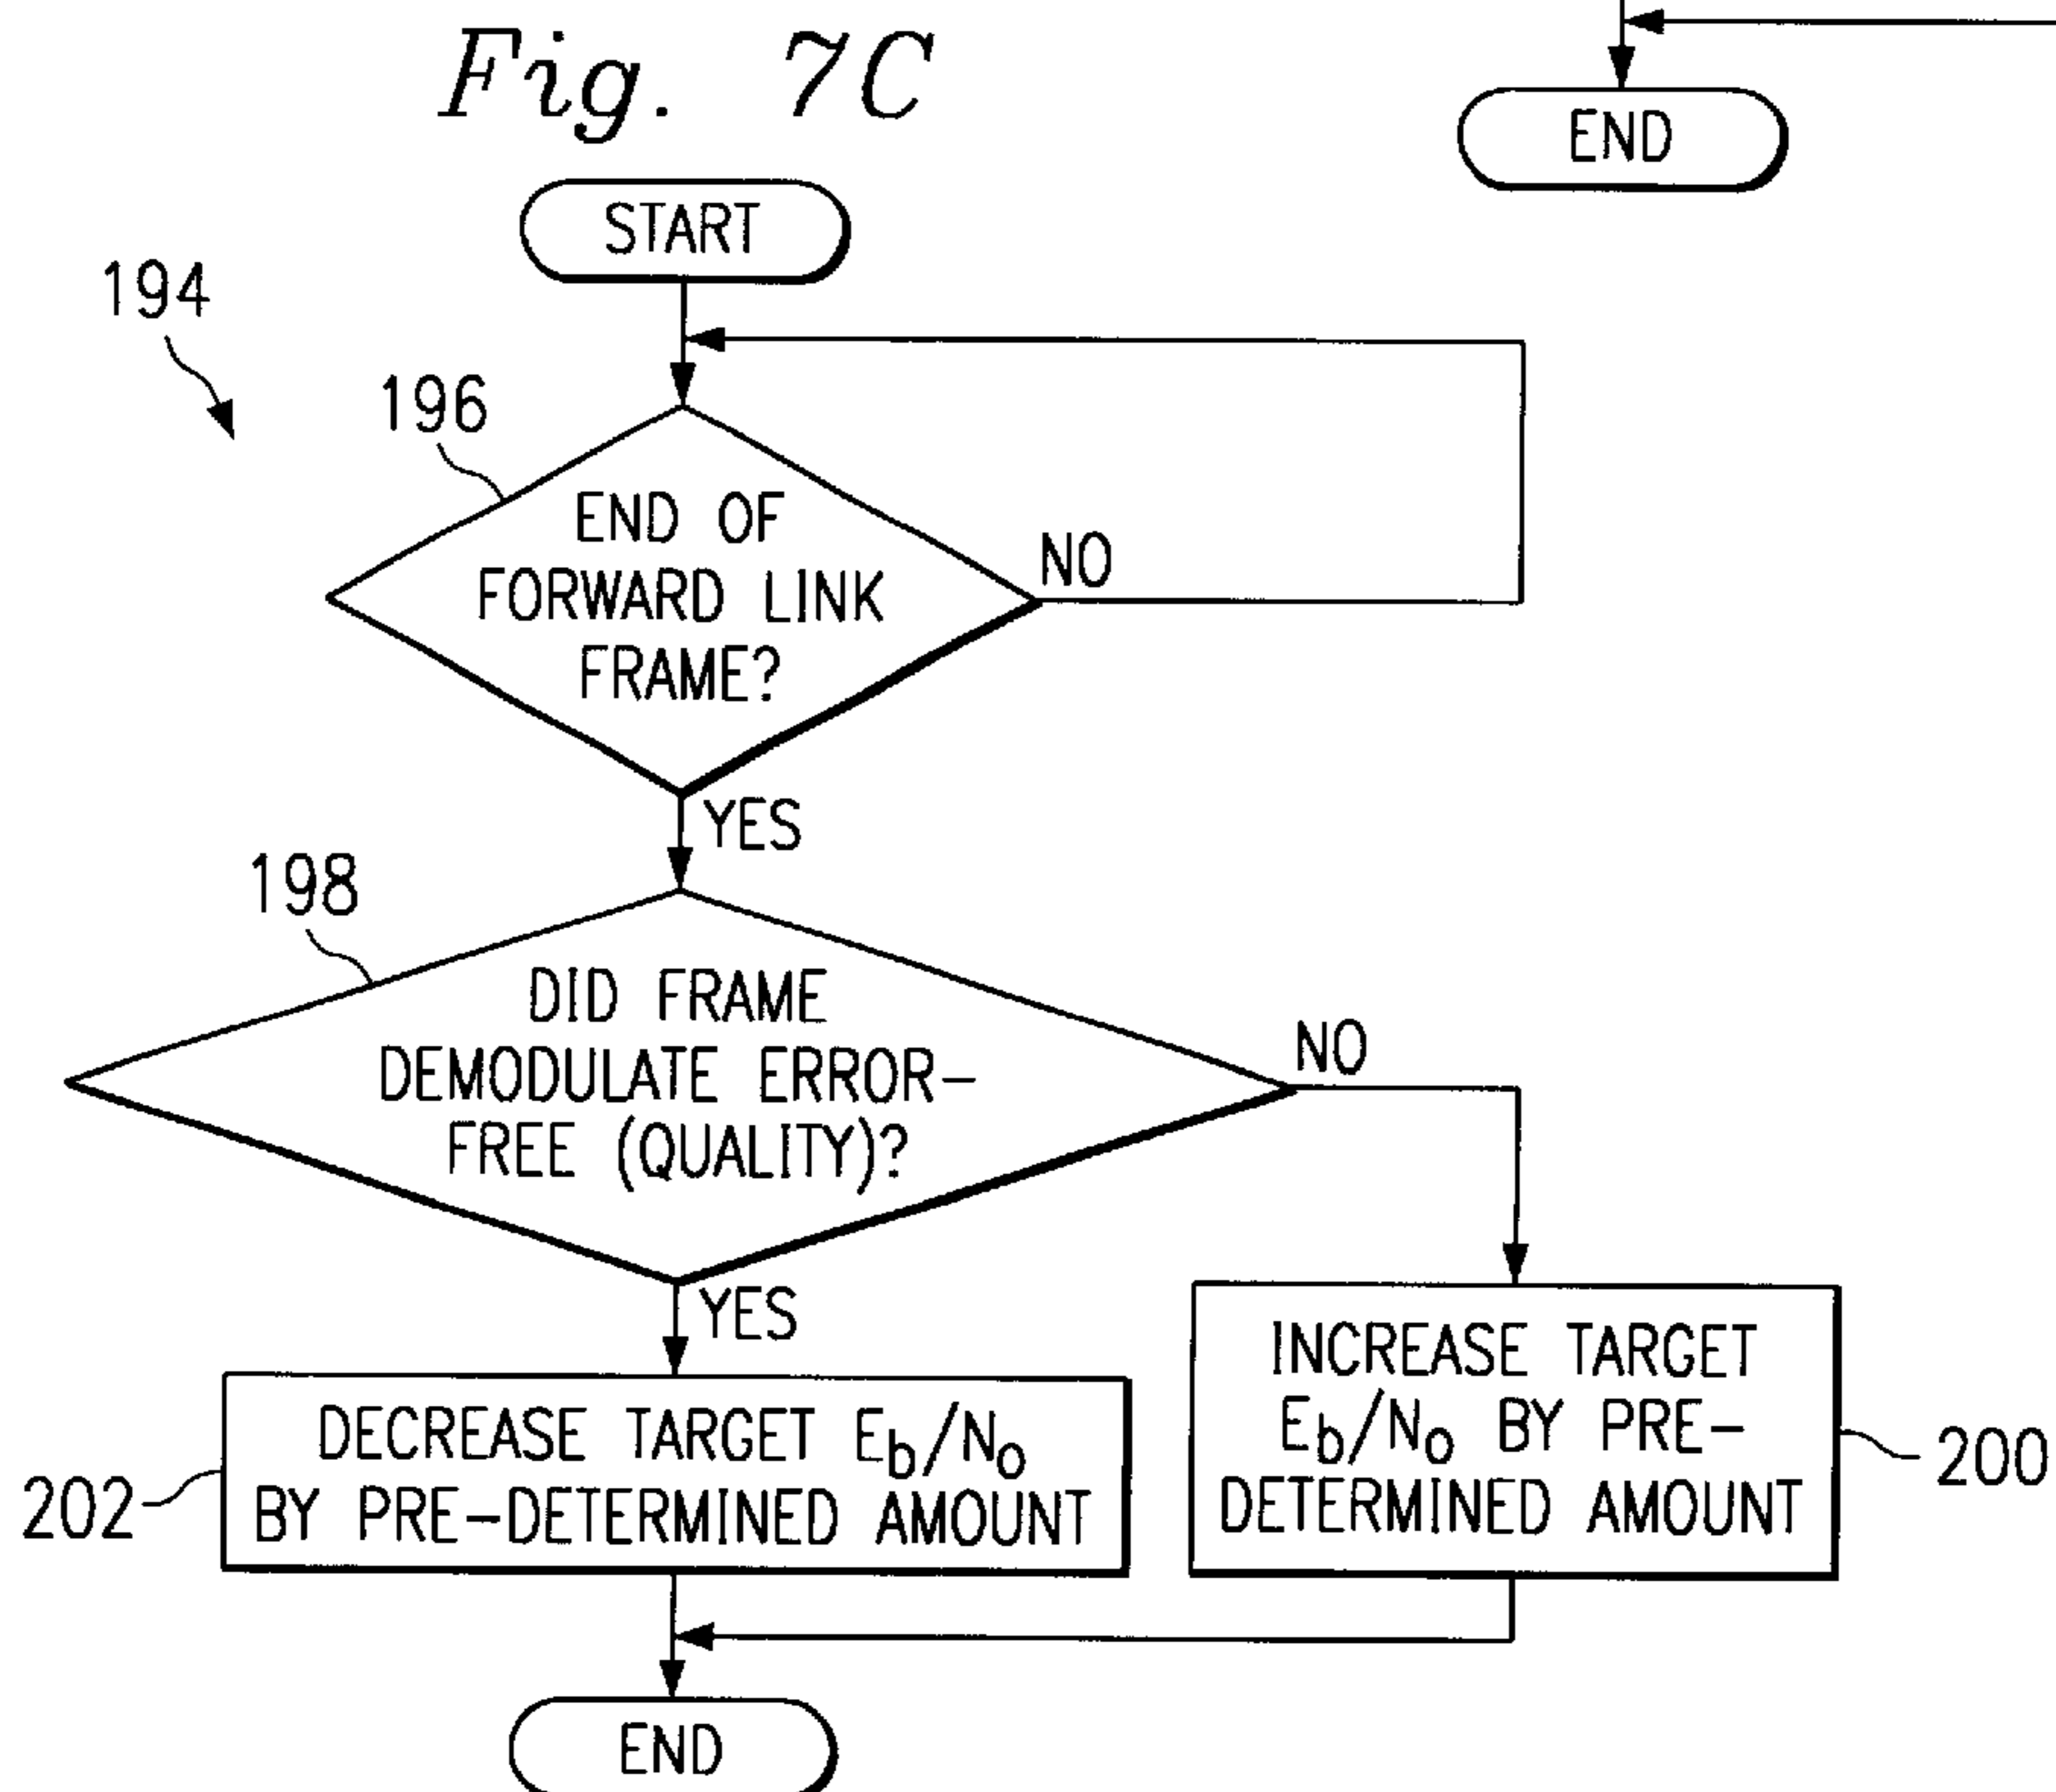 Fig. 7C
END
START
194
196
END OF
FORWARD LINK
FRAME?
NO
YES
198
DID FRAME
DEMODULATE ERROR-
FREE (QUALITY)?
NO
YES
INCREASE TARGET
Eb/No BY PRE-
DETERMINED AMOUNT
200
DECREASE TARGET Eb/No
BY PRE-DETERMINED AMOUNT
202
END